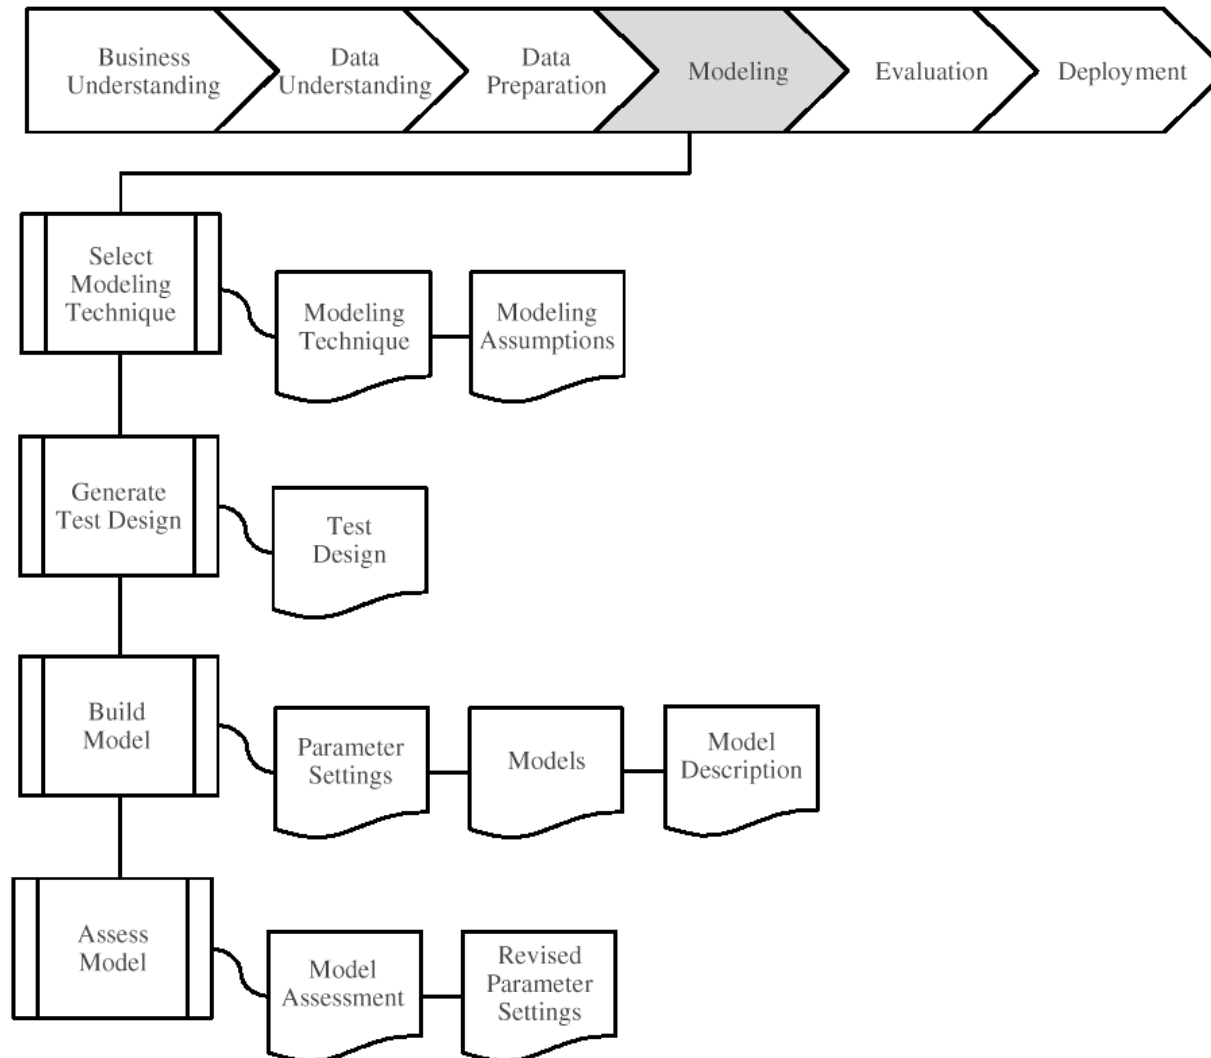 Business
Understanding
Data
Understanding
Data
Preparation
Modeling
Evaluation
Deployment
Select
Modeling
Technique
Modeling
Technique
Modeling
Assumptions
Generate
Test Design
Test
Design
Build
Model
Parameter
Settings
Models
Model
Description
Assess
Model
Model
Assessment
Revised
Parameter
Settings